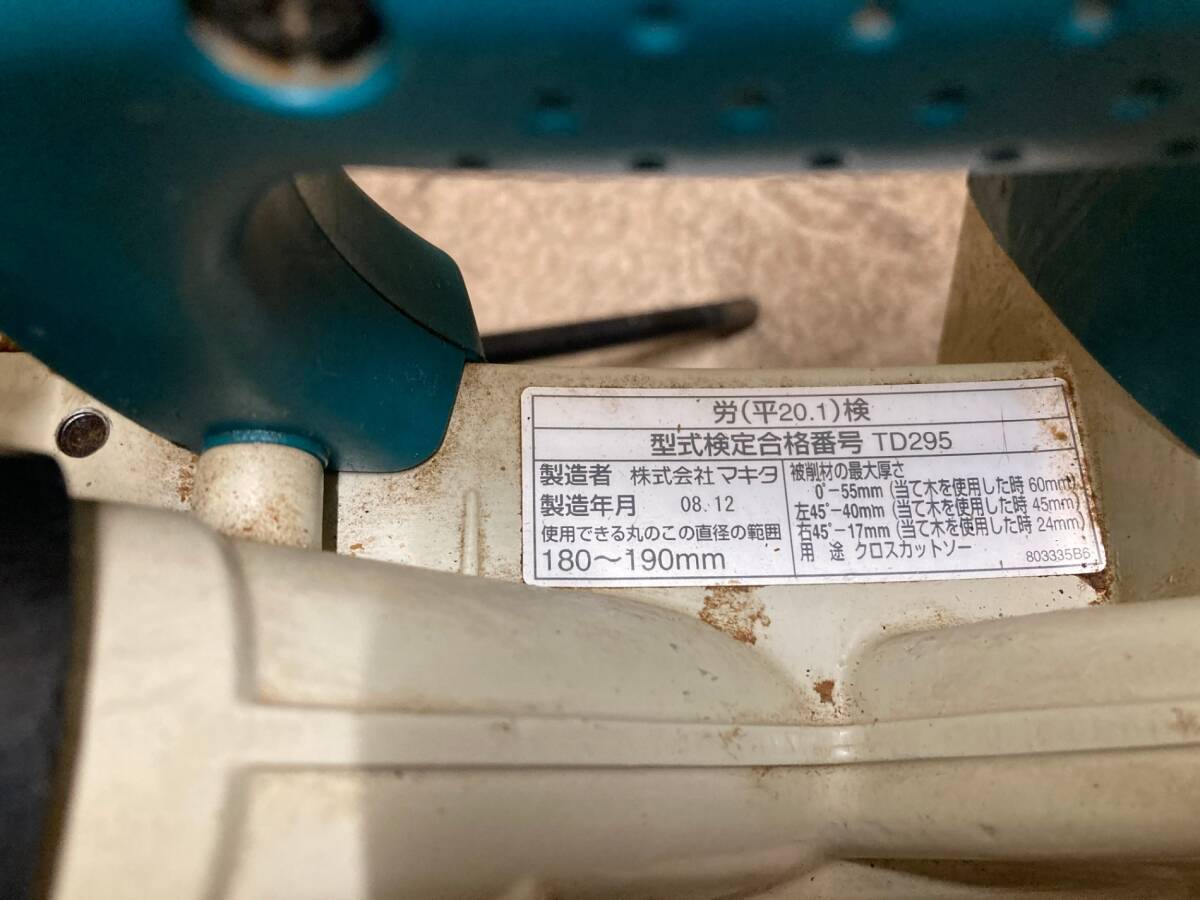 労(平20.1)検
型式検定合格番号 TD295
製造者 株式会社 マキタ
製造年月 08.12
使用できる丸のこの直径の範囲
180～190mm
被削材の最大厚さ
0°-55mm (当て木を使用した時 60mm)
左45°-40mm (当て木を使用した時 45mm)
右45°-17mm (当て木を使用した時 24mm)
用 途 クロスカットソー
803335B6